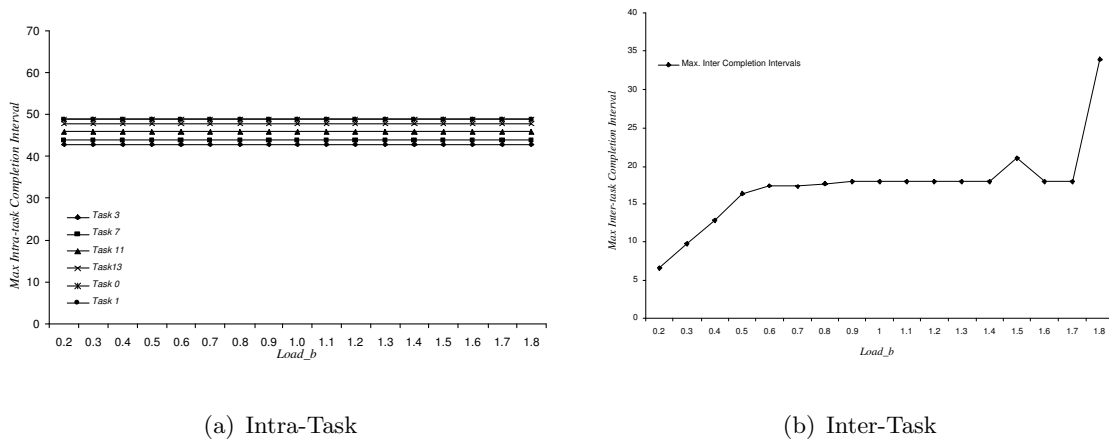 70
60
50
40
30
20
10
0
Max Intra-task Completion Interval
Task 3
Task 7
Task 11
Task13
Task 0
Task 1
0.2 0.3 0.4 0.5 0.6 0.7 0.8 0.9 1.0 1.1 1.2 1.3 1.4 1.5 1.6 1.7 1.8
Load_b
(a) Intra-Task
40
35
30
25
20
15
10
5
0
Max Inter-task Completion Interval
Max. Inter Completion Intervals
0.2 0.3 0.4 0.5 0.6 0.7 0.8 0.9 1 1.1 1.2 1.3 1.4 1.5 1.6 1.7 1.8
Load_b
(b) Inter-Task